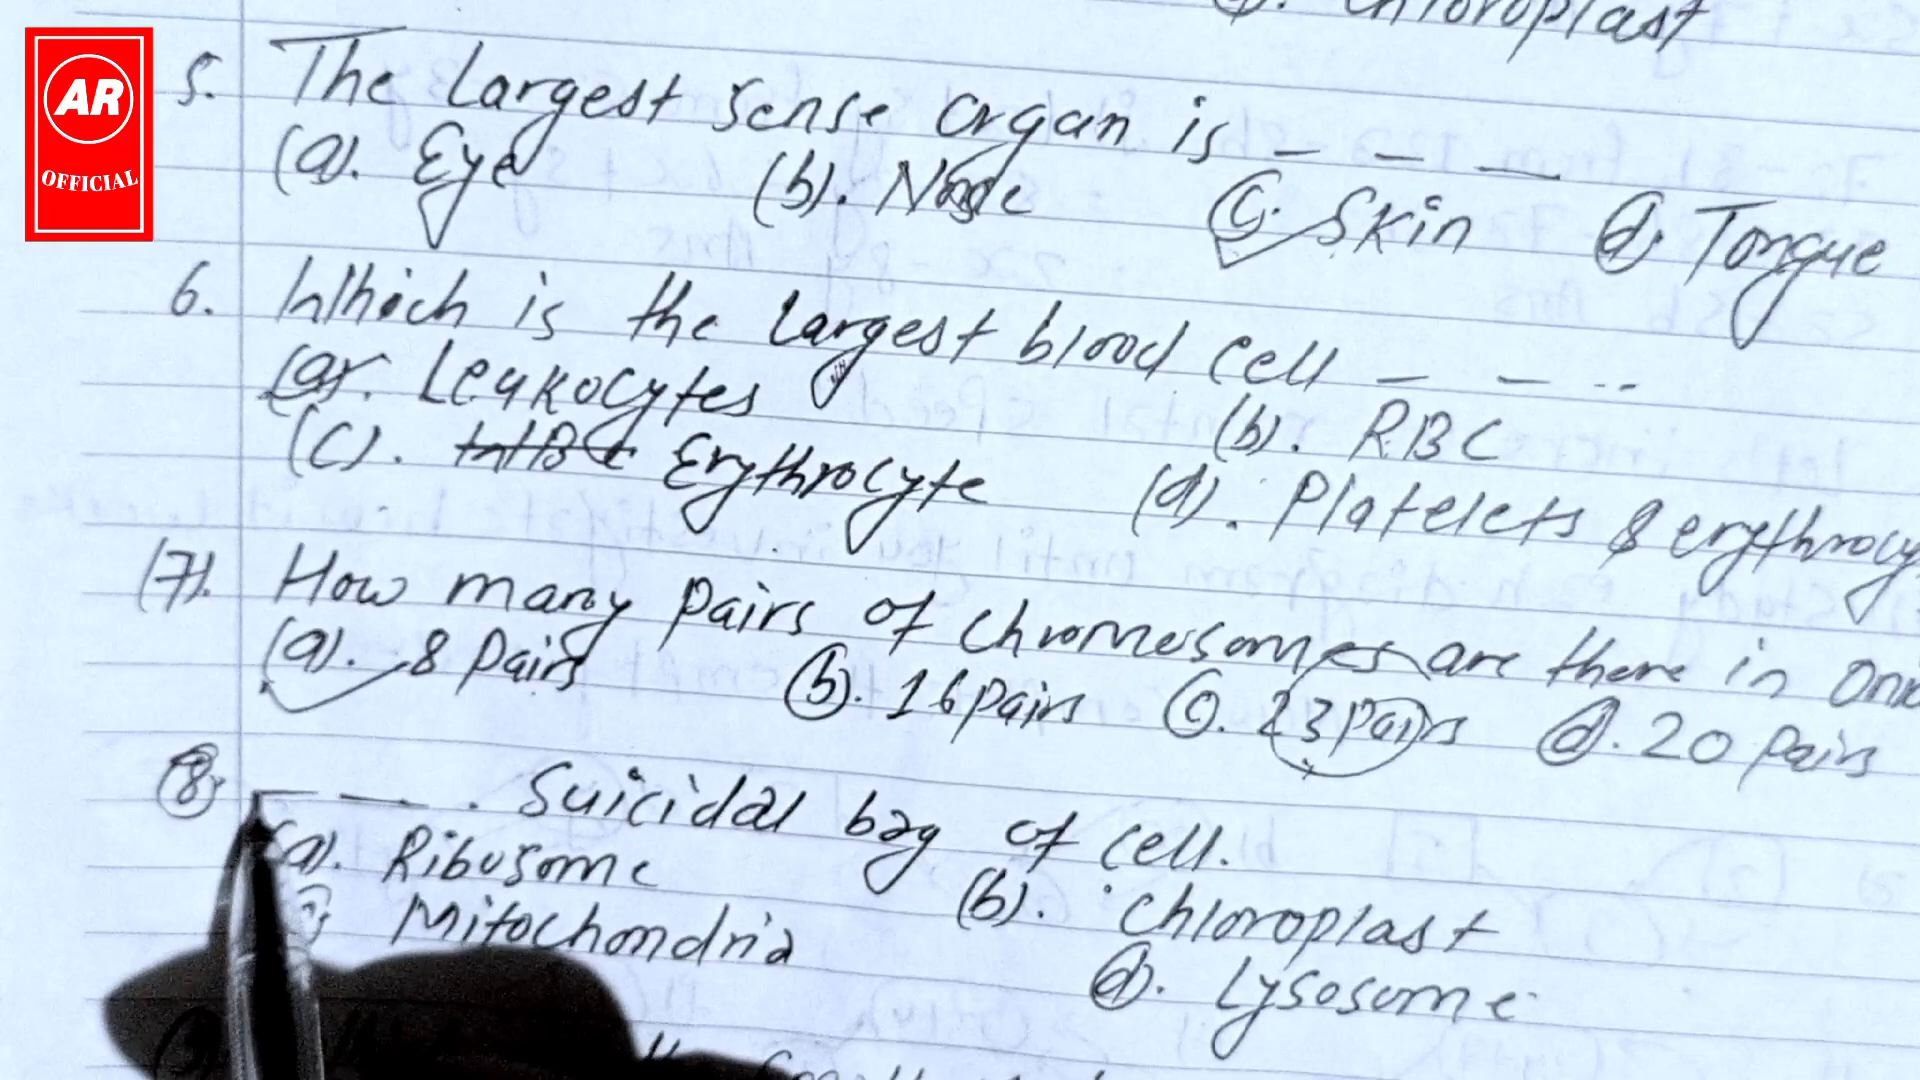 AR
OFFICIAL
d. Chloroplast
5. The Largest Sense organ is _ _ _
(a). Eye (b). Nose (c). Skin (d). Tongue
6. Which is the largest blood cell _ _ ..
(a). Leukocytes (b). RBC
(c). WBC Erythrocyte (d). Platelets & erythrocy
(7). How many pairs of chromosomes are there in
(a). 8 pairs (b). 16 pairs (c). 23 pairs (d). 20 pairs
(8). _ _ . Suicidal bag of cell.
(a). Ribosome (b). Chloroplast
Mitochondria (d). Lysosome